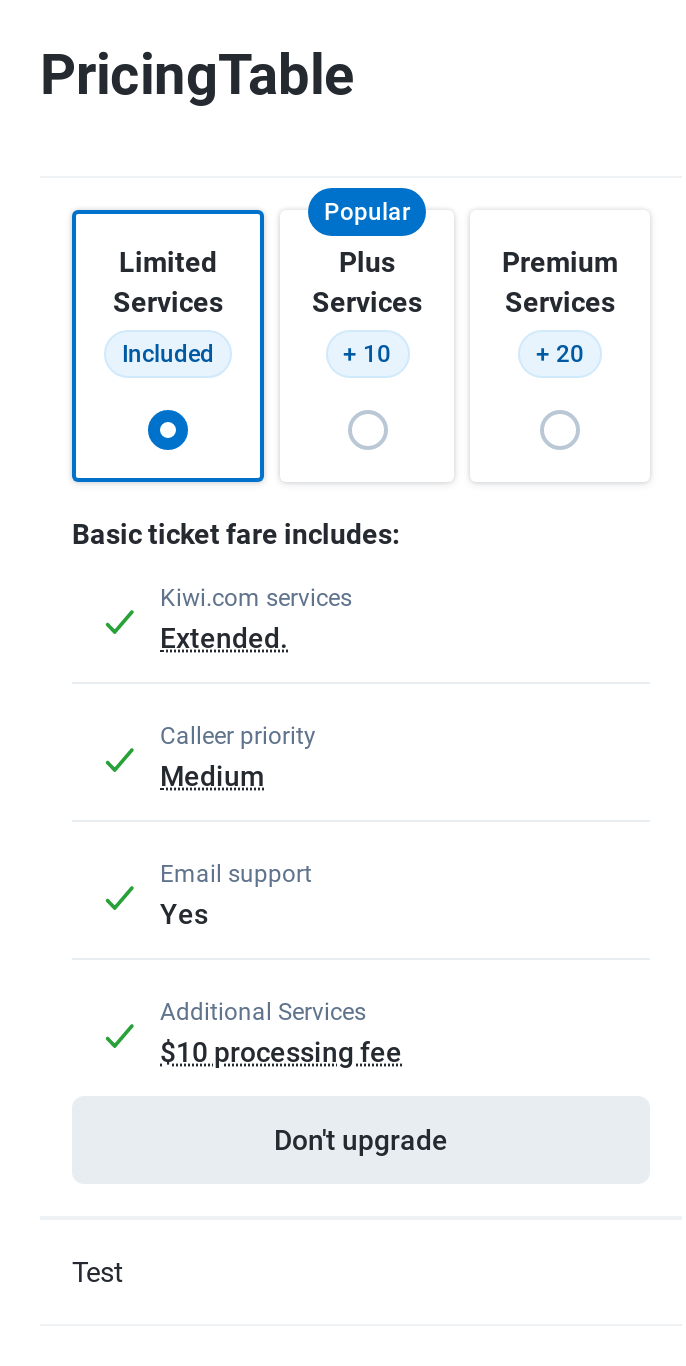 PricingTable
Popular
Limited
Services
Included
Plus
Services
+ 10
Premium
Services
+ 20
Basic ticket fare includes:
Kiwi.com services
Extended.
Calleer priority
Medium
Email support
Yes
Additional Services
$10 processing fee
Don't upgrade
Test